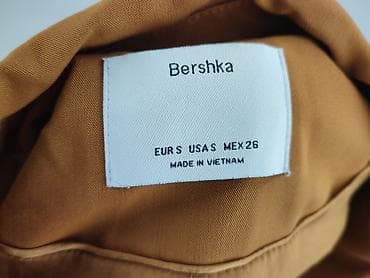 Bershka
EUR S USA S MEX 26
MADE IN VIETNAM